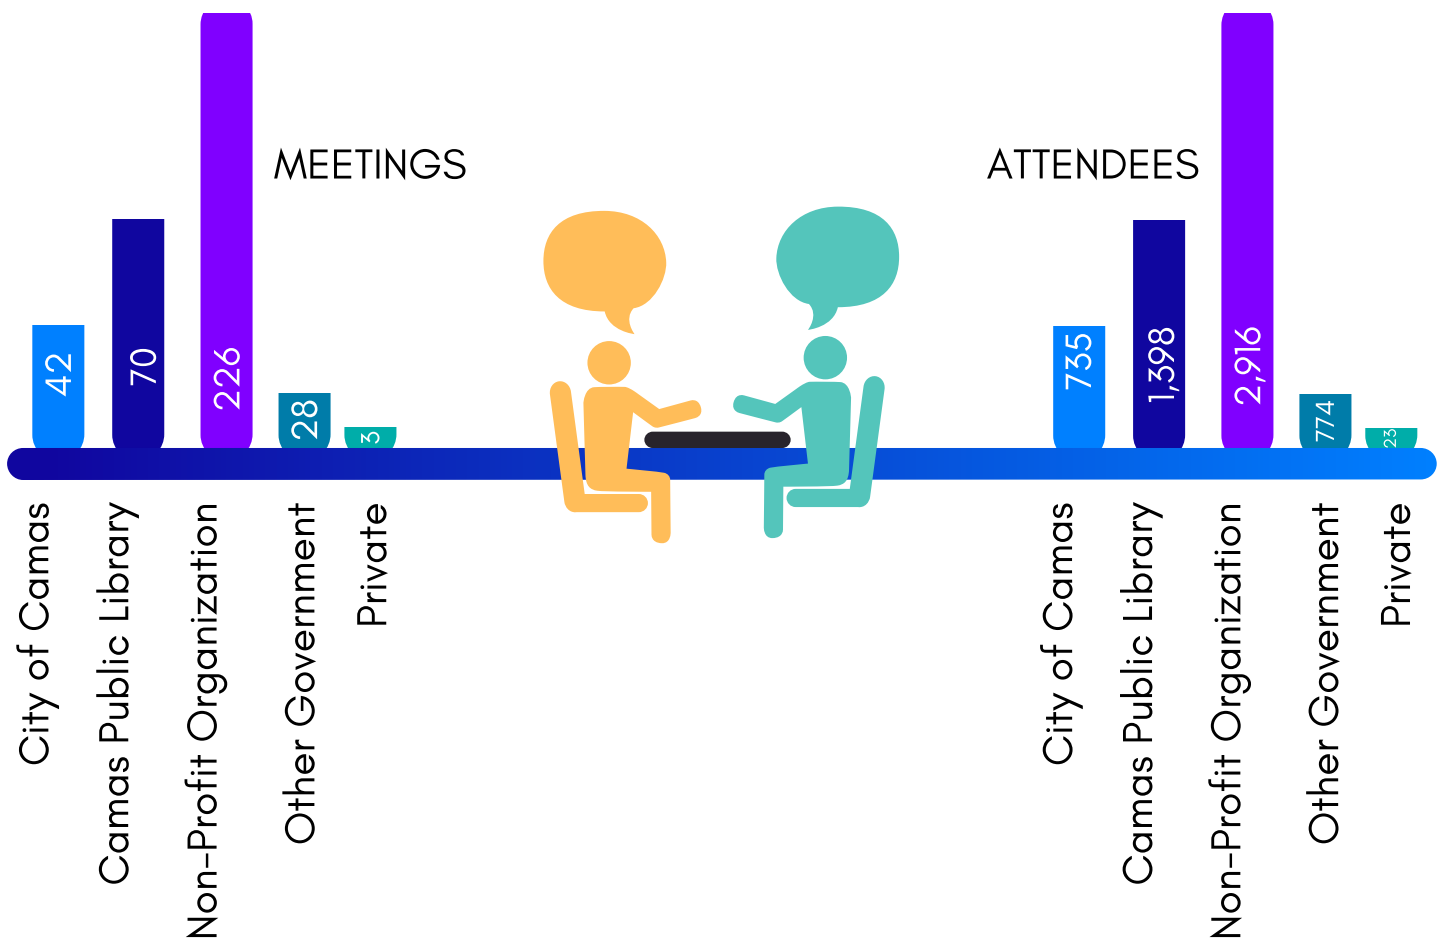 MEETINGS
42
70
226
28
3
City of Camas
Camas Public Library
Non-Profit Organization
Other Government
Private
ATTENDEES
735
1,398
2,916
774
23
City of Camas
Camas Public Library
Non-Profit Organization
Other Government
Private